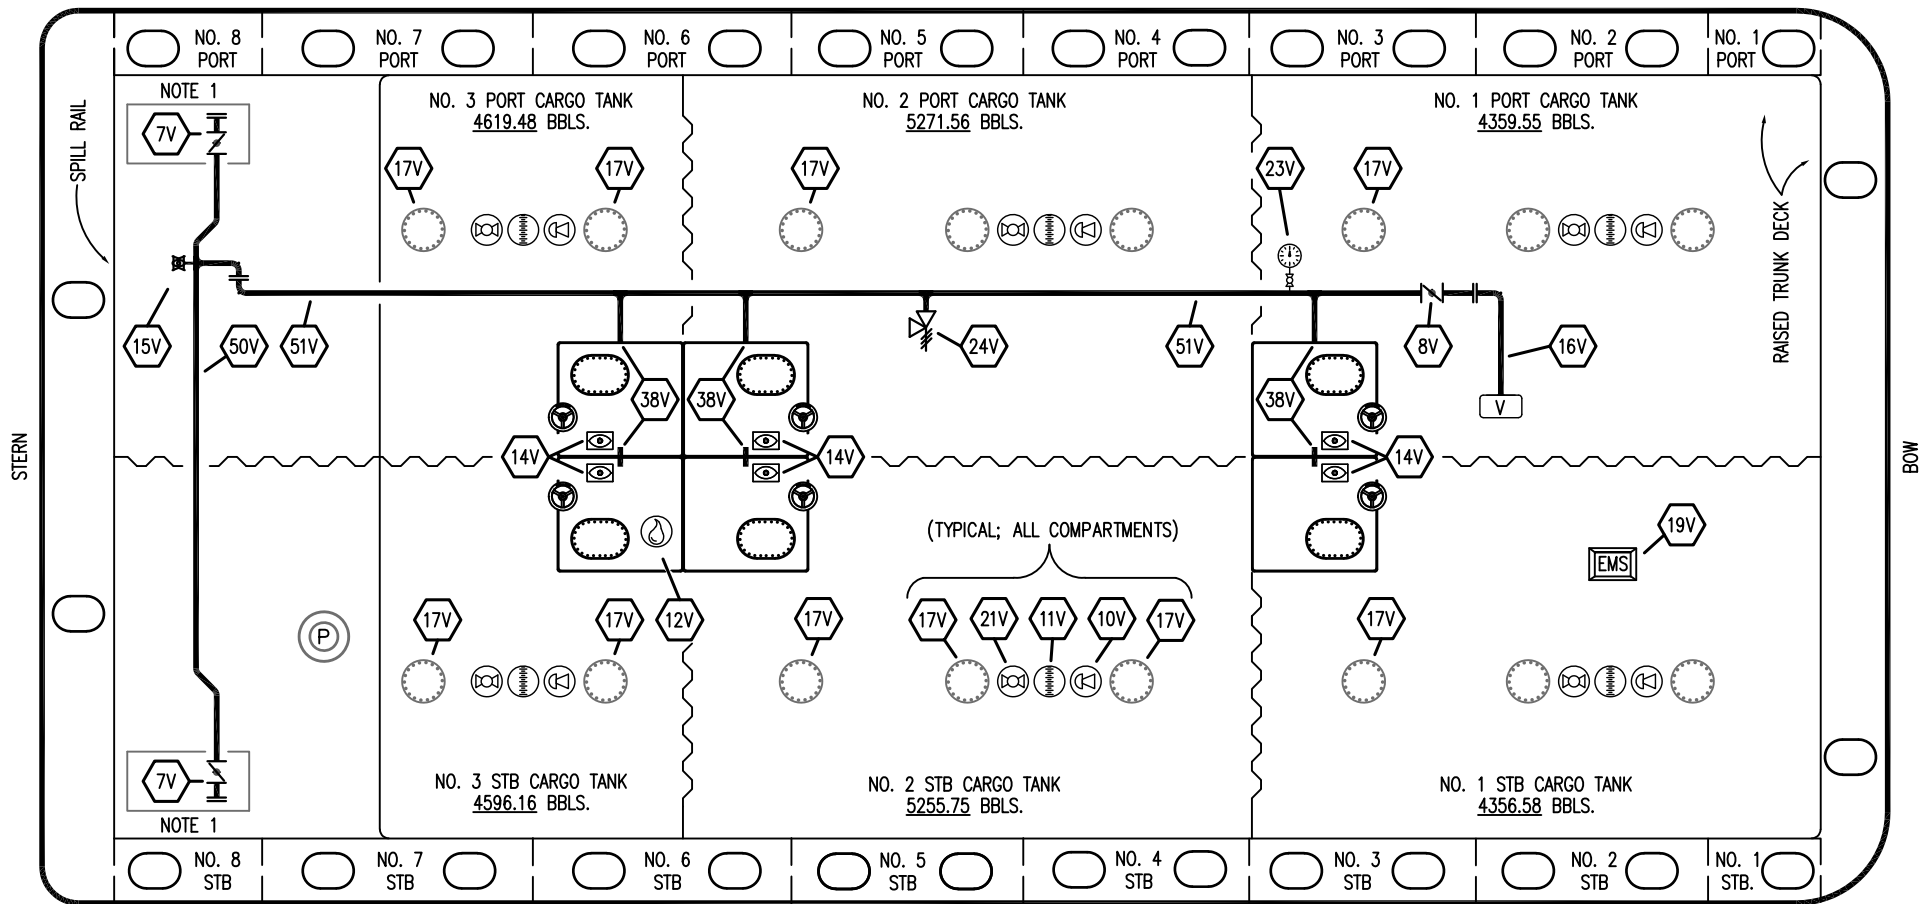 NO. 8
PORT
NO. 7
PORT
NO. 6
PORT
NO. 5
PORT
NO. 4
PORT
NO. 3
PORT
NO. 2
PORT
NO. 1
PORT
NOTE 1
7V
SPILL RAIL
NO. 3 PORT CARGO TANK
4619.48 BBLS.
NO. 2 PORT CARGO TANK
5271.56 BBLS.
NO. 1 PORT CARGO TANK
4359.55 BBLS.
17V
17V
17V
23V
17V
RAISED TRUNK DECK
15V
50V
51V
24V
51V
8V
16V
38V
38V
38V
V
STERN
14V
14V
14V
BOW
(TYPICAL; ALL COMPARTMENTS)
19V
EMS
P
17V
17V
12V
17V
17V
21V
11V
10V
17V
17V
7V
NOTE 1
NO. 3 STB CARGO TANK
4596.16 BBLS.
NO. 2 STB CARGO TANK
5255.75 BBLS.
NO. 1 STB CARGO TANK
4356.58 BBLS.
NO. 8
STB
NO. 7
STB
NO. 6
STB
NO. 5
STB
NO. 4
STB
NO. 3
STB
NO. 2
STB
NO. 1
STB.